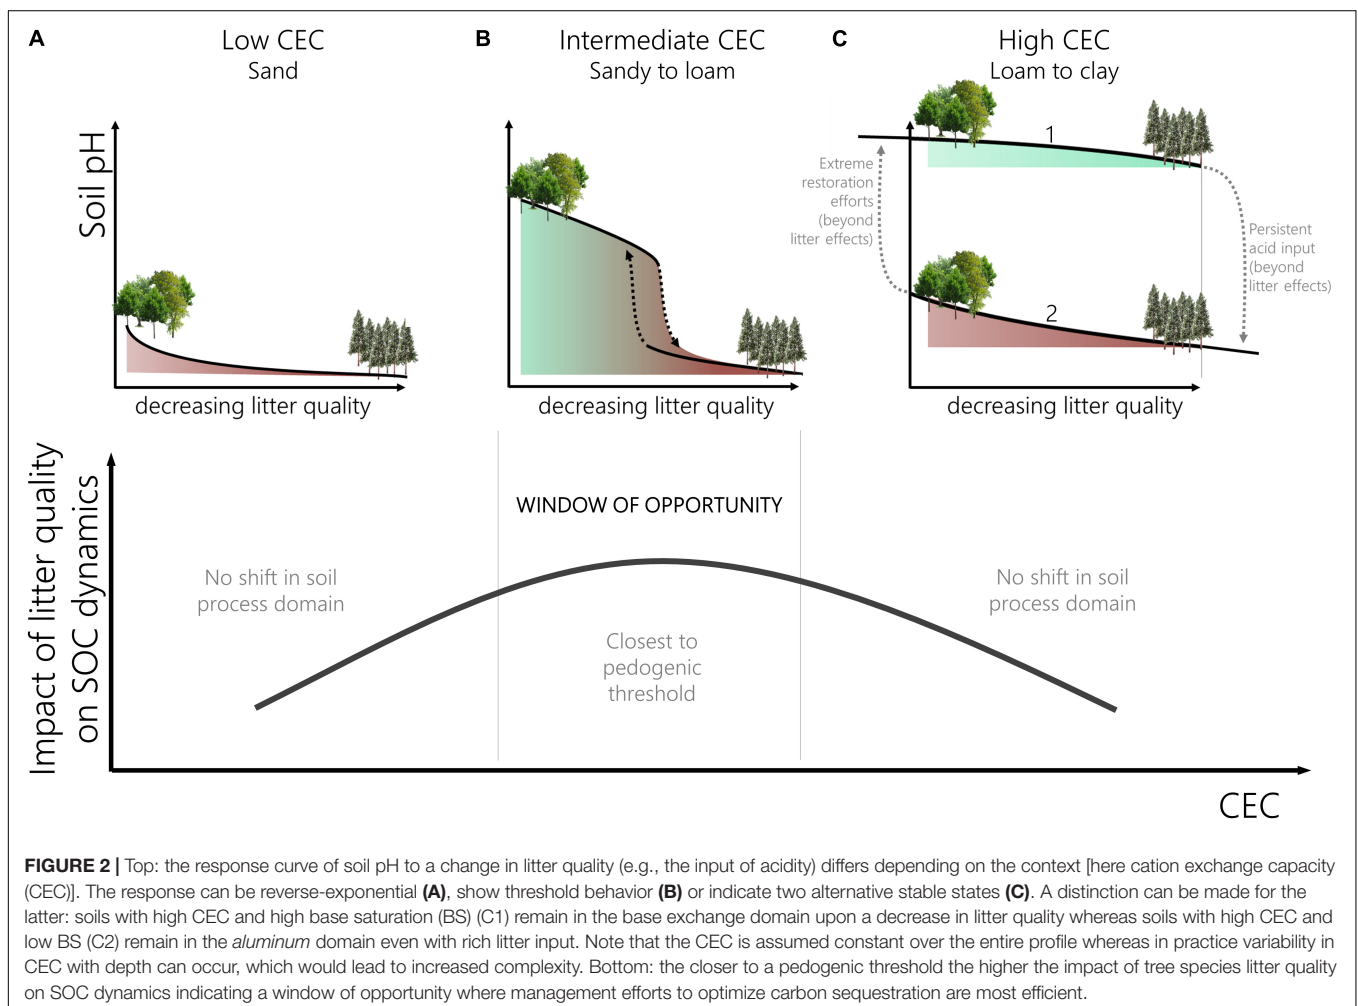 A
Low CEC
Sand
B
Intermediate CEC
Sandy to loam
C
High CEC
Loam to clay
Soil pH
decreasing litter quality
decreasing litter quality
1
2
Extreme
restoration
efforts
(beyond
litter effects)
Persistent
acid input
(beyond
litter effects)
decreasing litter quality
Impact of litter quality
on SOC dynamics
WINDOW OF OPPORTUNITY
No shift in soil
process domain
Closest to
pedogenic
threshold
No shift in soil
process domain
CEC
FIGURE 2 | Top: the response curve of soil pH to a change in litter quality (e.g., the input of acidity) differs depending on the context [here cation exchange capacity
(CEC)]. The response can be reverse-exponential (A), show threshold behavior (B) or indicate two alternative stable states (C). A distinction can be made for the
latter: soils with high CEC and high base saturation (BS) (C1) remain in the base exchange domain upon a decrease in litter quality whereas soils with high CEC and
low BS (C2) remain in the aluminum domain even with rich litter input. Note that the CEC is assumed constant over the entire profile whereas in practice variability in
CEC with depth can occur, which would lead to increased complexity. Bottom: the closer to a pedogenic threshold the higher the impact of tree species litter quality
on SOC dynamics indicating a window of opportunity where management efforts to optimize carbon sequestration are most efficient.